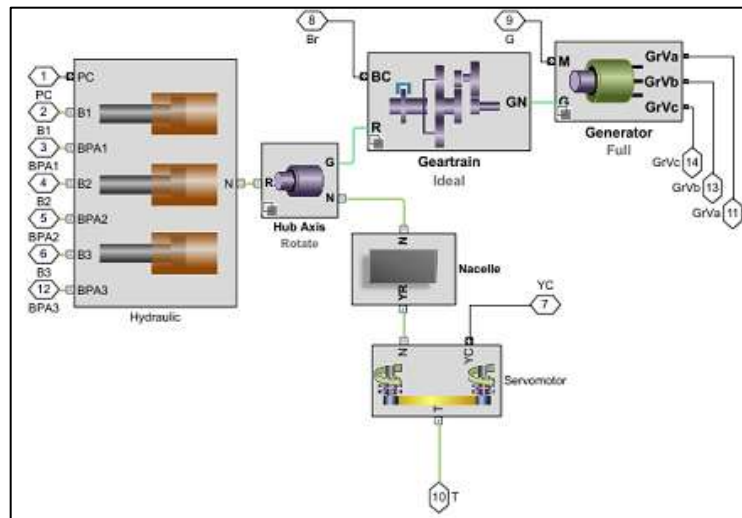 8
Br
9
G
1
PC
2
B1
3
BPA1
4
B2
5
BPA2
6
B3
12
BPA3
PC
B1
BPA1
B2
BPA2
B3
BPA3
N
Hydraulic
R
G
N
Hub Axis
Rotate
BC
R
GN
Geartrain
Ideal
M
G
GrVa
GrVb
GrVc
Generator
Full
14
GrVc
13
GrVb
11
GrVa
N
YR
Nacelle
YC
7
N
YC
T
Servomotor
10
T